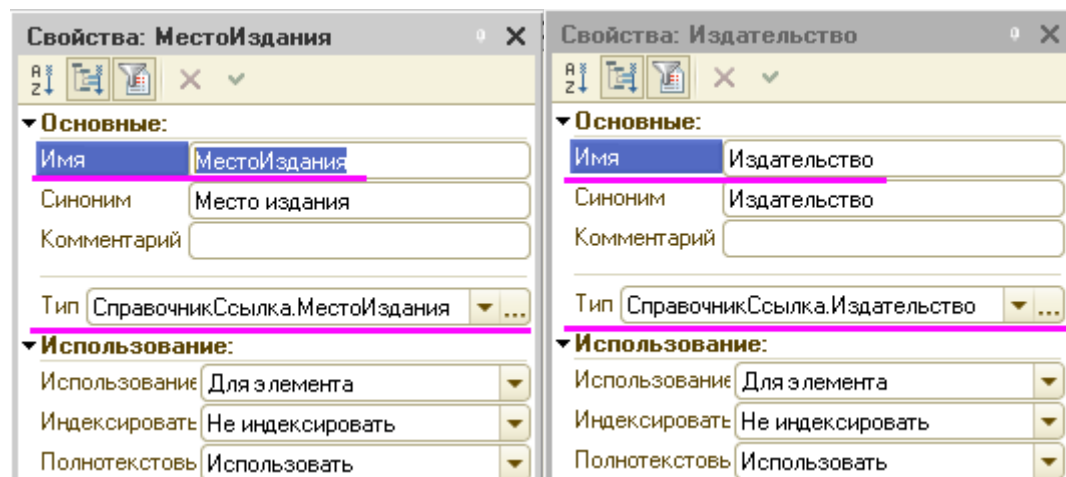 Свойства: МестоИздания
Основные:
Имя МестоИздания
Синоним Место издания
Комментарий
Тип СправочникСсылка.МестоИздания ...
Использование:
Использование Для элемента
Индексировать Не индексировать
Полнотекстовь Использовать
Свойства: Издательство
Основные:
Имя Издательство
Синоним Издательство
Комментарий
Тип СправочникСсылка.Издательство ...
Использование:
Использование Для элемента
Индексировать Не индексировать
Полнотекстовь Использовать